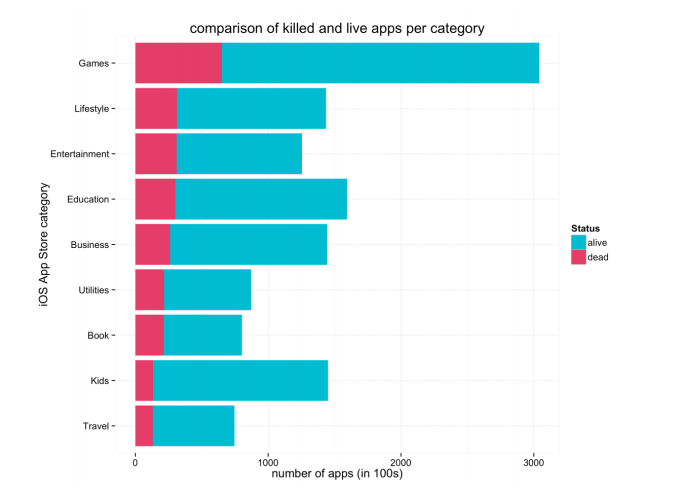 comparison of killed and live apps per category
iOS App Store category
Games
Lifestyle
Entertainment
Education
Business
Utilities
Book
Kids
Travel
0 1000 2000 3000
number of apps (in 100s)
Status
alive
dead